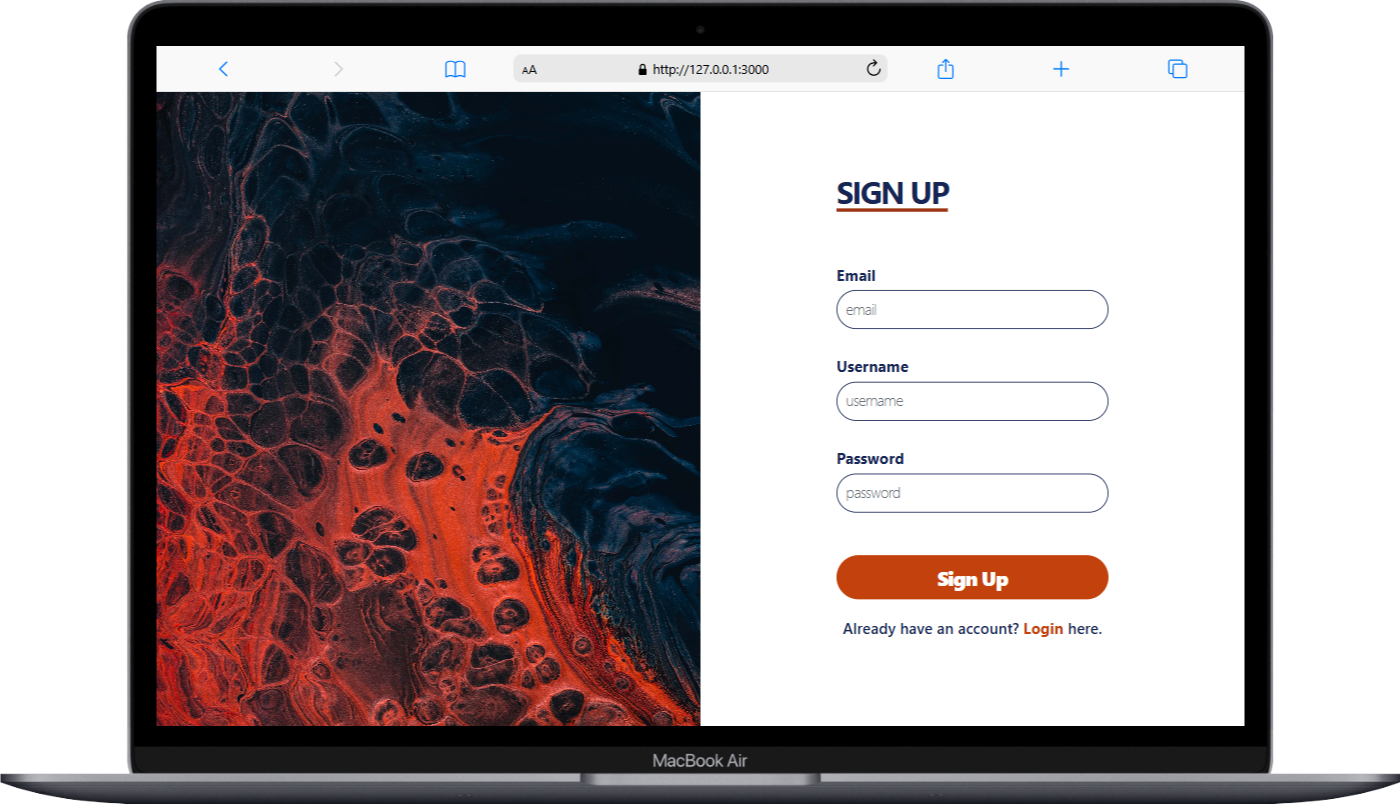 AA
http://127.0.0.1:3000
SIGN UP
Email
email
Username
username
Password
password
Sign Up
Already have an account? Login here.
MacBook Air